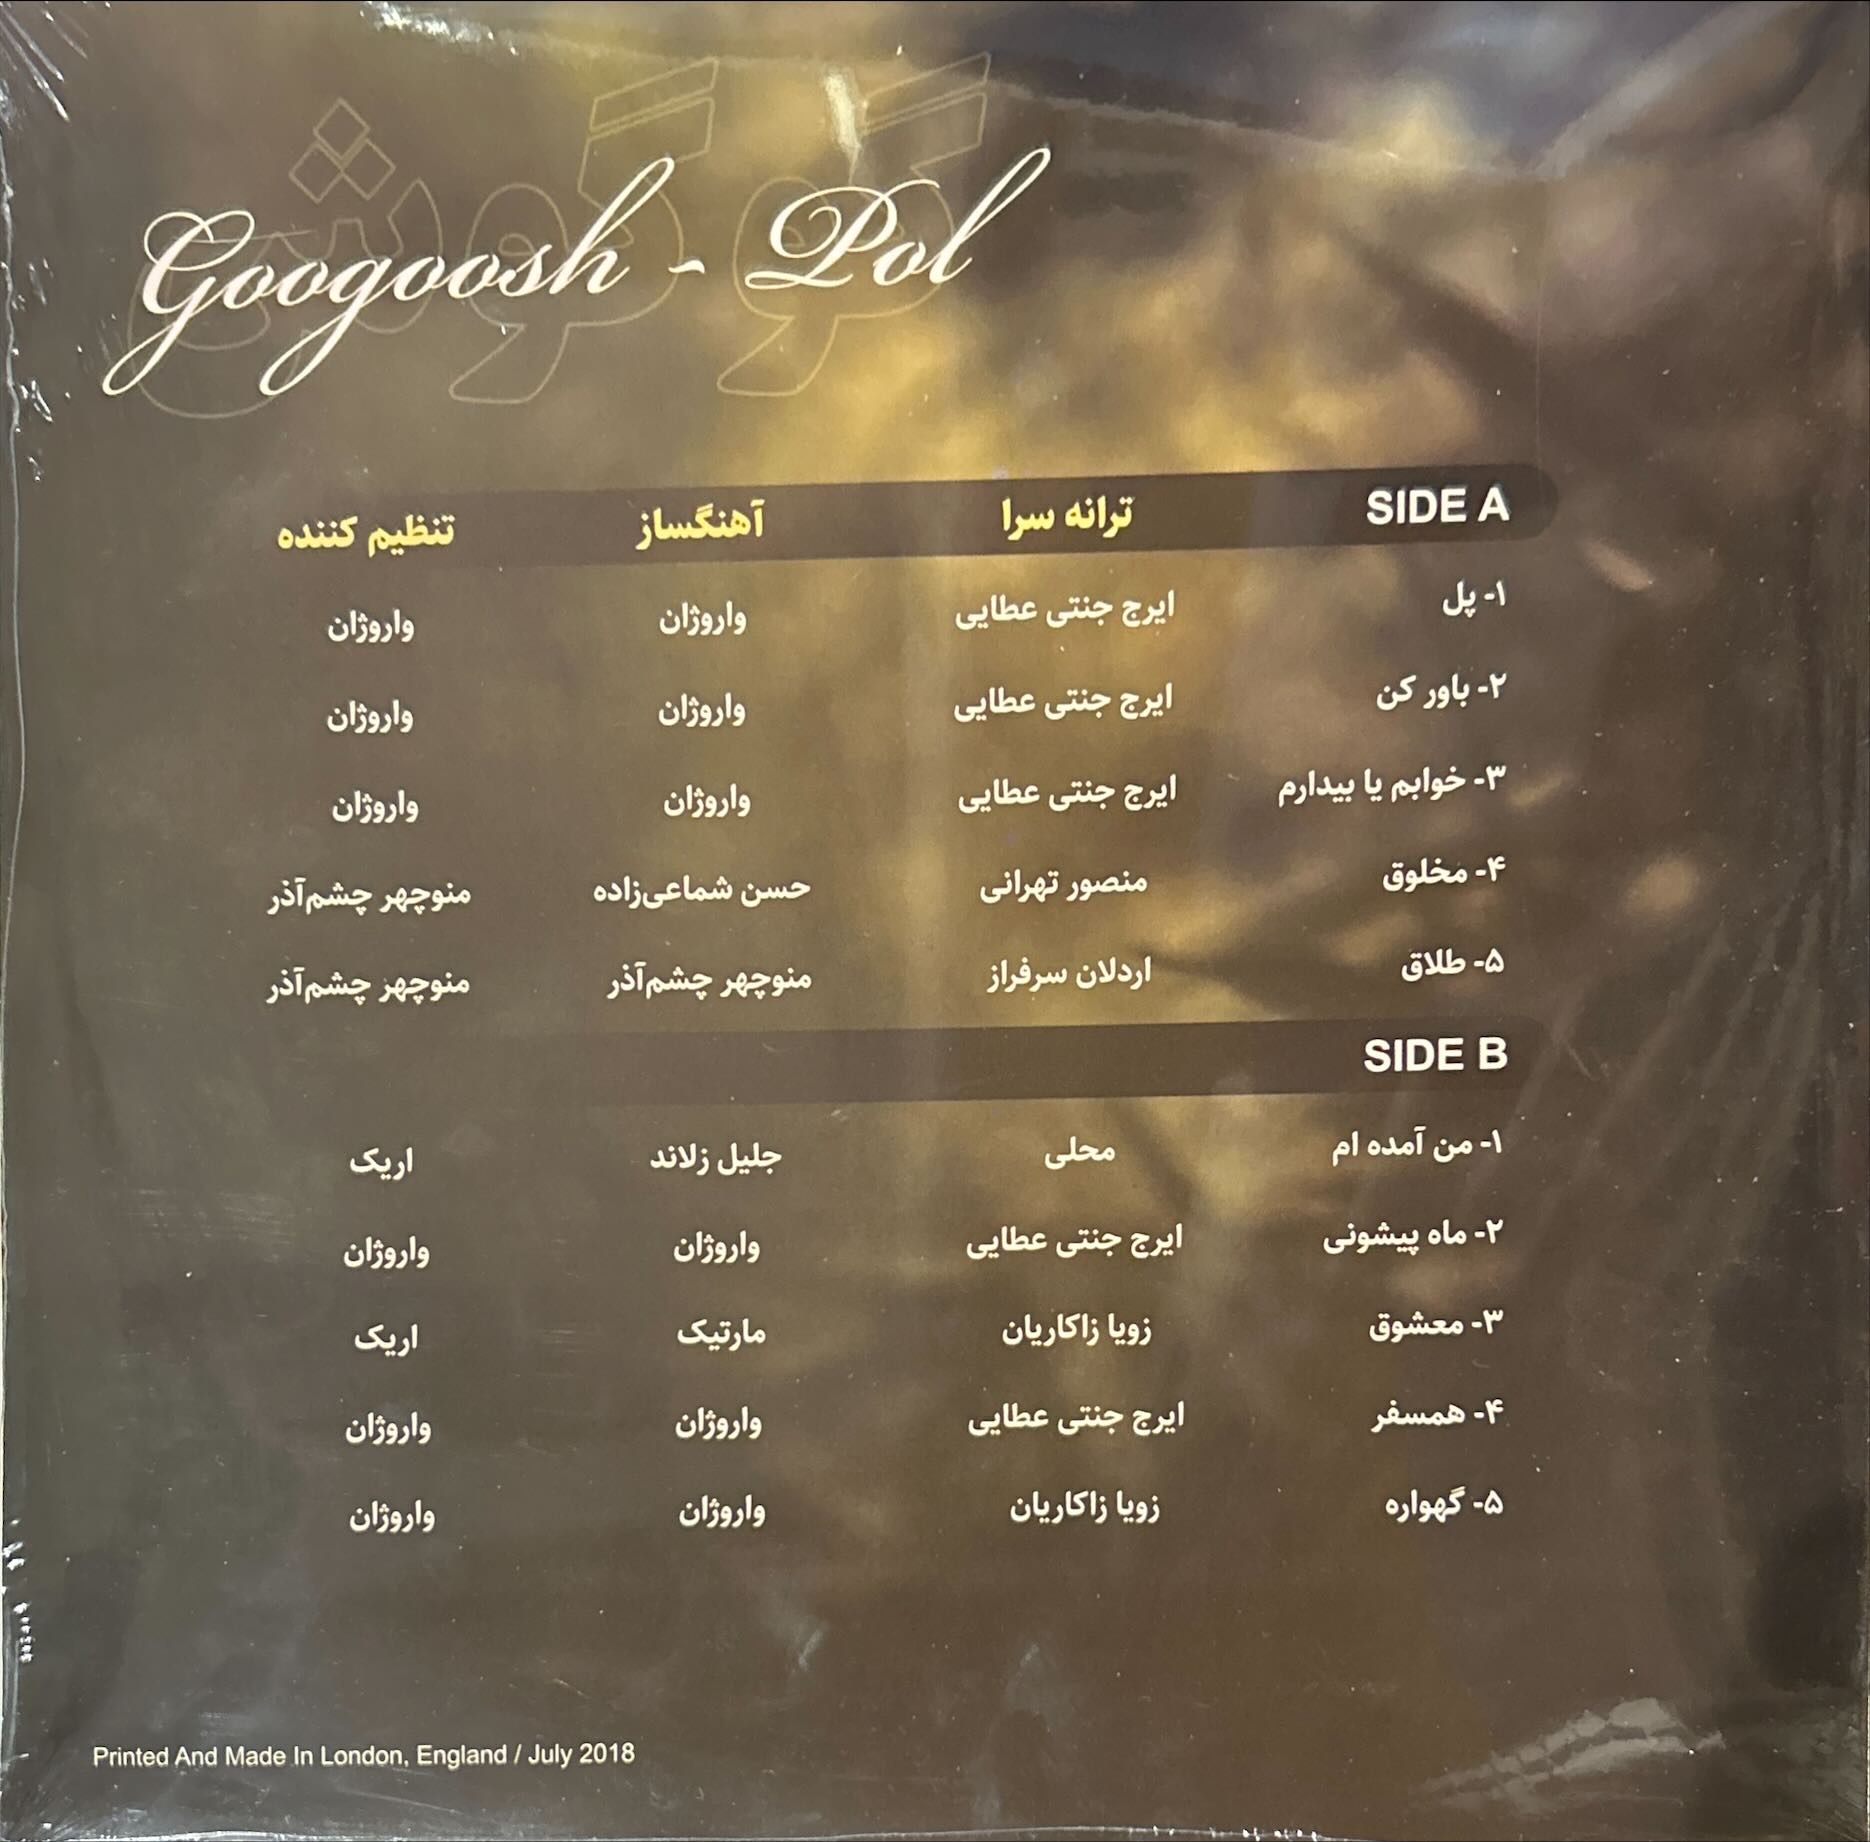 گوگوش
Googoosh - Pol
SIDE A ترانه سرا آهنگساز تنظیم کننده
۱- پل ایرج جنتی عطایی واروژان واروژان
۲- باور کن ایرج جنتی عطایی واروژان واروژان
۳- خوابم یا بیدارم ایرج جنتی عطایی واروژان واروژان
۴- مخلوق منصور تهرانی حسن شماعی‌زاده منوچهر چشم‌آذر
۵- طلاق اردلان سرفراز منوچهر چشم‌آذر منوچهر چشم‌آذر
SIDE B
۱- من آمده ام محلی جلیل زلاند اریک
۲- ماه پیشونی ایرج جنتی عطایی واروژان واروژان
۳- معشوق زویا زاکاریان مارتیک اریک
۴- همسفر ایرج جنتی عطایی واروژان واروژان
۵- گهواره زویا زاکاریان واروژان واروژان
Printed And Made In London, England / July 2018